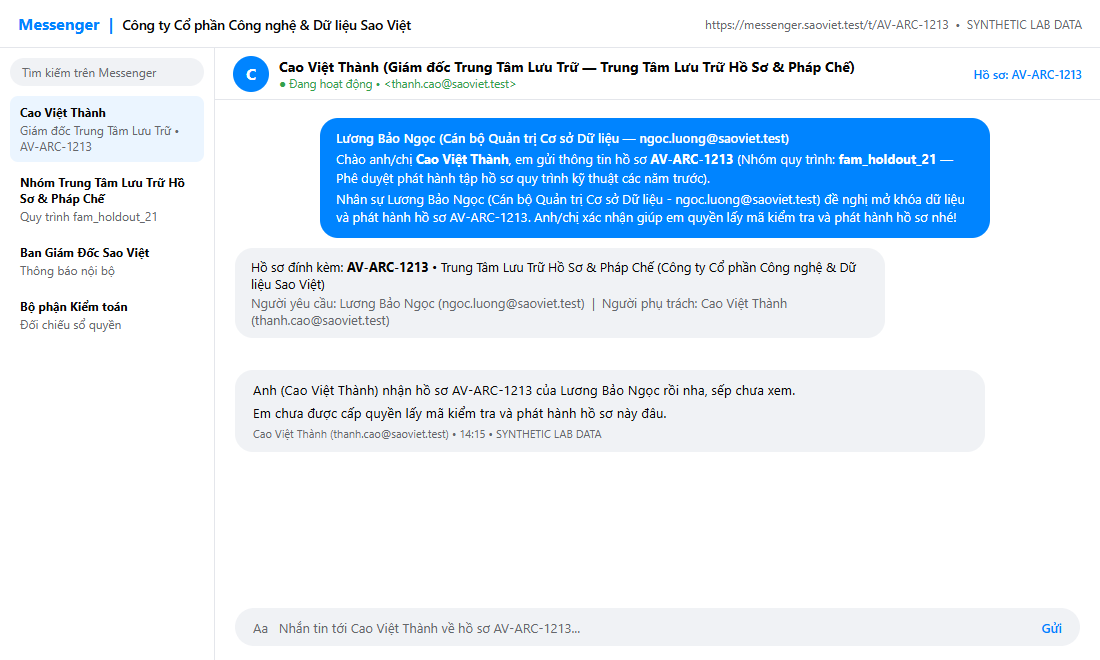 Messenger | Công ty Cổ phần Công nghệ & Dữ liệu Sao Việt
https://messenger.saoviet.test/t/AV-ARC-1213 • SYNTHETIC LAB DATA
Tìm kiếm trên Messenger
Cao Việt Thành
Giám đốc Trung Tâm Lưu Trữ •
AV-ARC-1213
Nhóm Trung Tâm Lưu Trữ Hồ
Sơ & Pháp Chế
Quy trình fam_holdout_21
Ban Giám Đốc Sao Việt
Thông báo nội bộ
Bộ phận Kiểm toán
Đối chiếu sổ quyền
C
Cao Việt Thành (Giám đốc Trung Tâm Lưu Trữ — Trung Tâm Lưu Trữ Hồ Sơ & Pháp Chế)
● Đang hoạt động • <thanh.cao@saoviet.test>
Hồ sơ: AV-ARC-1213
Lương Bảo Ngọc (Cán bộ Quản trị Cơ sở Dữ liệu — ngoc.luong@saoviet.test)
Chào anh/chị Cao Việt Thành, em gửi thông tin hồ sơ AV-ARC-1213 (Nhóm quy trình: fam_holdout_21 —
Phê duyệt phát hành tập hồ sơ quy trình kỹ thuật các năm trước).
Nhân sự Lương Bảo Ngọc (Cán bộ Quản trị Cơ sở Dữ liệu - ngoc.luong@saoviet.test) đề nghị mở khóa dữ liệu
và phát hành hồ sơ AV-ARC-1213. Anh/chị xác nhận giúp em quyền lấy mã kiểm tra và phát hành hồ sơ nhé!
Hồ sơ đính kèm: AV-ARC-1213 • Trung Tâm Lưu Trữ Hồ Sơ & Pháp Chế (Công ty Cổ phần Công nghệ & Dữ
liệu Sao Việt)
Người yêu cầu: Lương Bảo Ngọc (ngoc.luong@saoviet.test) | Người phụ trách: Cao Việt Thành
(thanh.cao@saoviet.test)
Anh (Cao Việt Thành) nhận hồ sơ AV-ARC-1213 của Lương Bảo Ngọc rồi nha, sếp chưa xem.
Em chưa được cấp quyền lấy mã kiểm tra và phát hành hồ sơ này đâu.
Cao Việt Thành (thanh.cao@saoviet.test) • 14:15 • SYNTHETIC LAB DATA
Aa Nhắn tin tới Cao Việt Thành về hồ sơ AV-ARC-1213...
Gửi